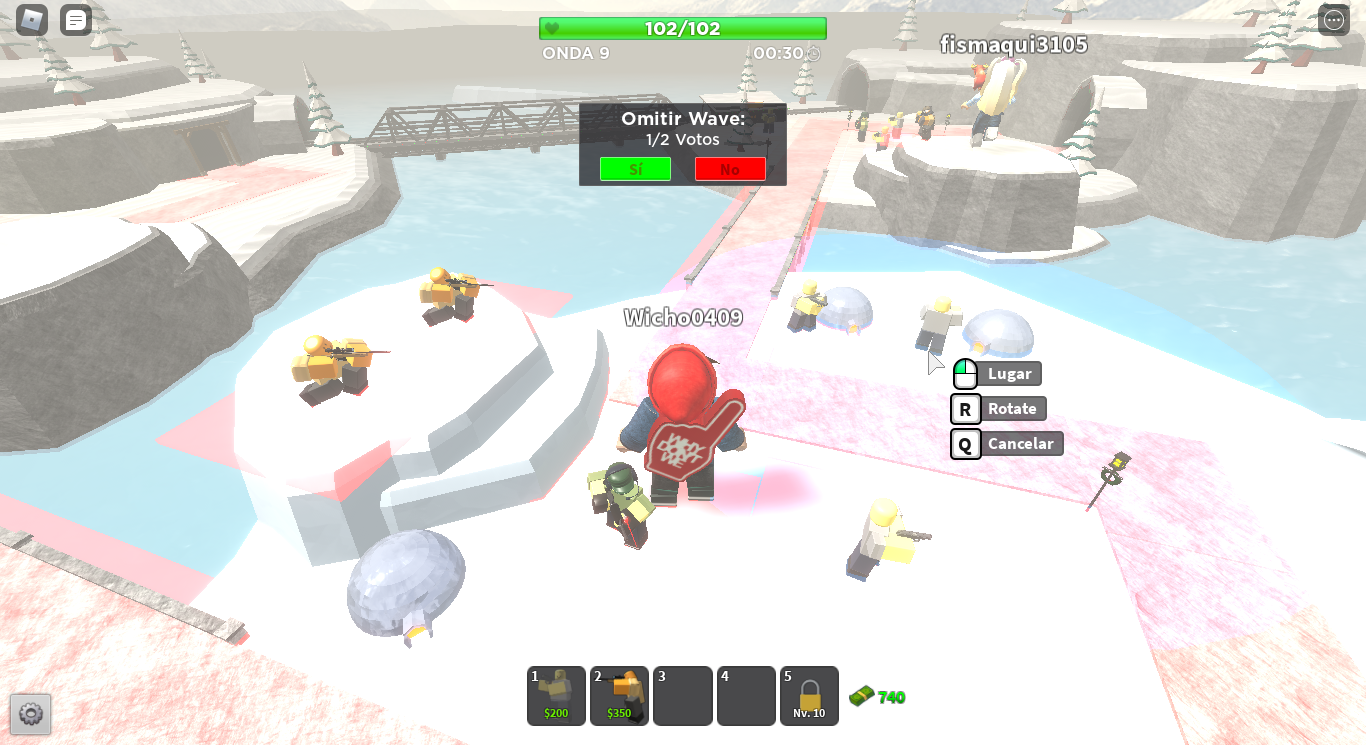 102/102
ONDA 9
00:30
fismaqui3105
Omitir Wave:
1/2 Votos
Sí
No
Wicho0409
Lugar
R
Rotate
Q
Cancelar
1
$200
2
$350
3
4
5
NV. 10
740